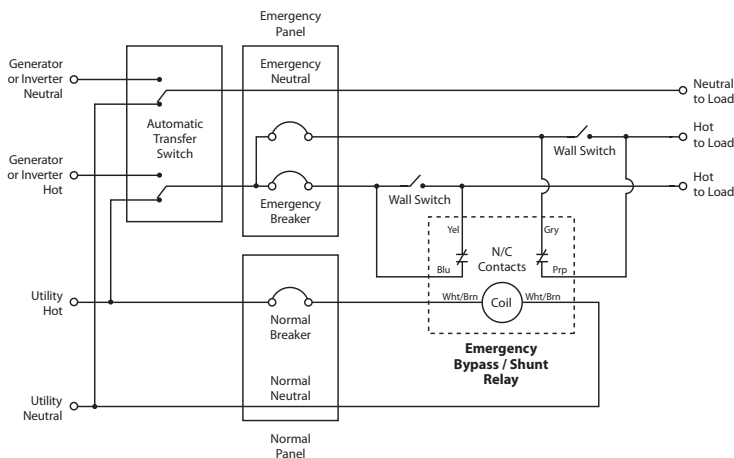 Emergency
Panel
Generator
or Inverter
Neutral
Emergency
Neutral
Neutral
to Load
Automatic
Transfer
Switch
Hot
to Load
Wall Switch
Generator
or Inverter
Hot
Hot
to Load
Emergency
Breaker
Wall Switch
Yel
Gry
N/C
Contacts
Blu
Prp
Utility
Hot
Wht/Brn
Coil
Wht/Brn
Normal
Breaker
Emergency
Bypass / Shunt
Relay
Normal
Neutral
Utility
Neutral
Normal
Panel